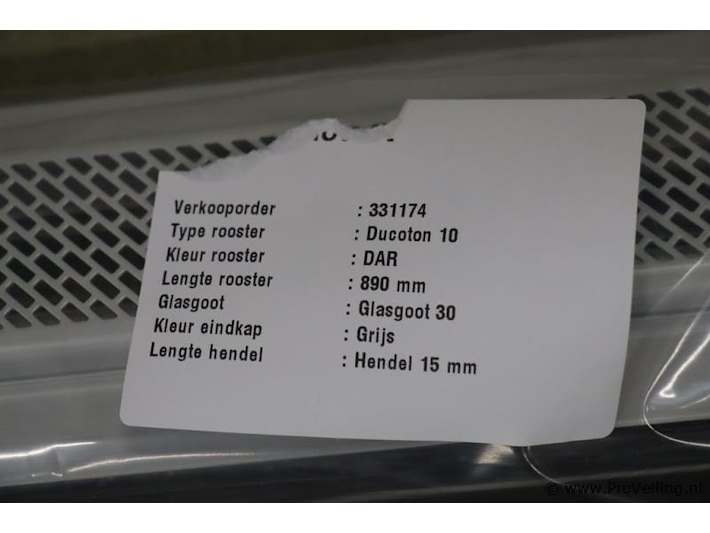 Verkooporder : 331174
Type rooster : Ducoton 10
Kleur rooster : DAR
Lengte rooster : 890 mm
Glasgoot : Glasgoot 30
Kleur eindkap : Grijs
Lengte hendel : Hendel 15 mm
© www.ProVeiling.nl